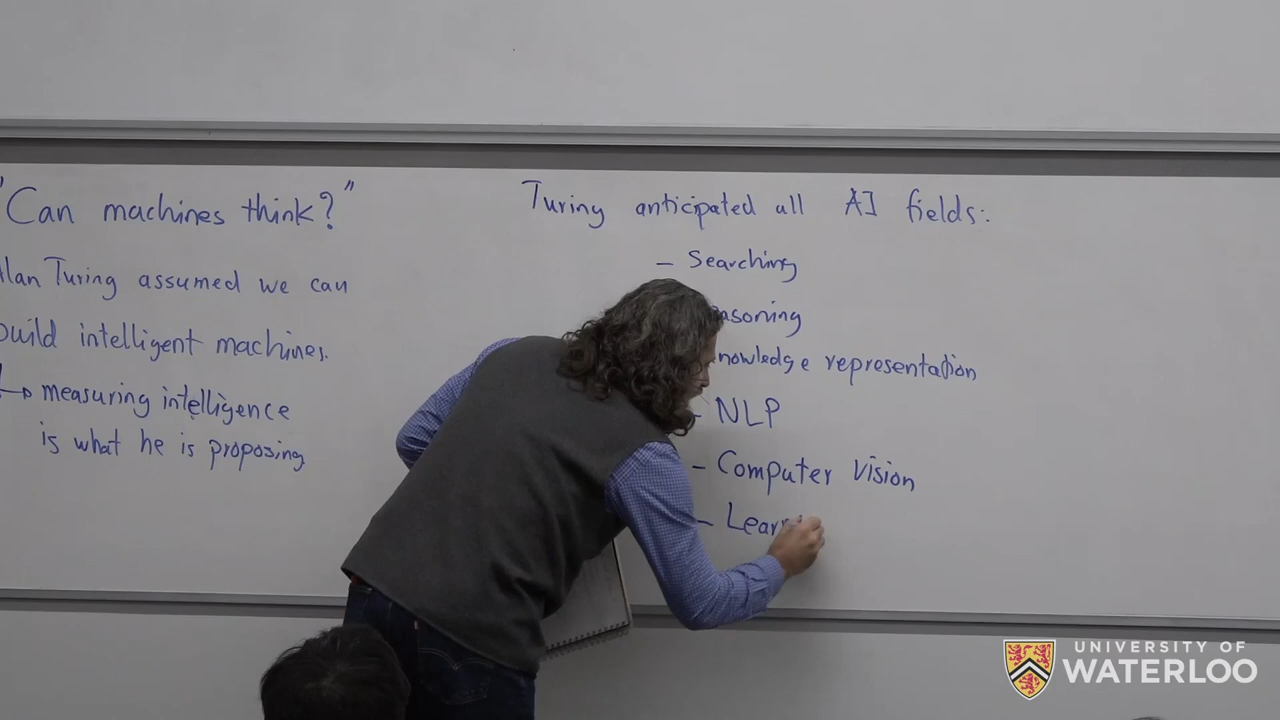 "Can machines think?"
lan Turing assumed we can
build intelligent machines.
↳ measuring intelligence
is what he is proposing
Turing anticipated all AI fields:
- Searching
asoning
nowledge representation
- NLP
- Computer Vision
- Lear
UNIVERSITY OF
WATERLOO